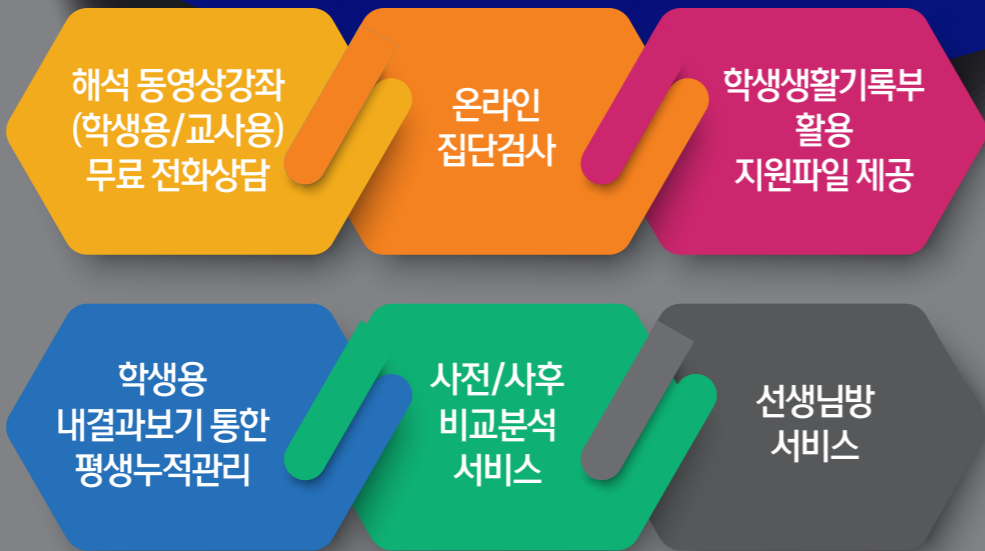 해석 동영상강좌
(학생용/교사용)
무료 전화상담
온라인
집단검사
학생생활기록부
활용
지원파일 제공
학생용
내결과보기 통한
평생누적관리
사전/사후
비교분석
서비스
선생님방
서비스